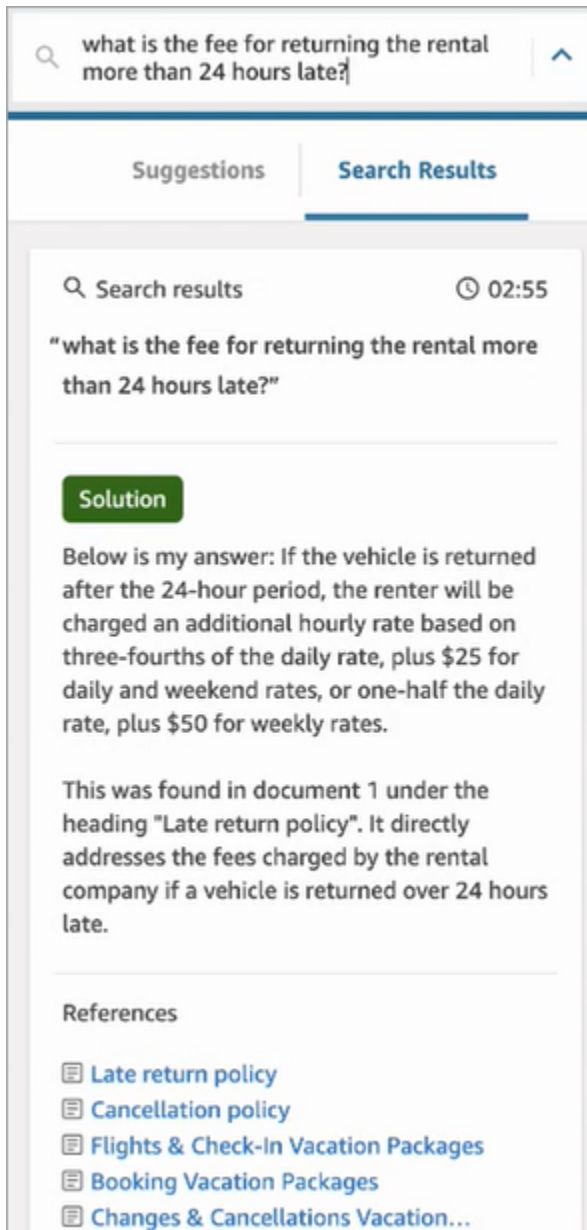 what is the fee for returning the rental
more than 24 hours late?
Suggestions
Search Results
Search results
02:55
"what is the fee for returning the rental more
than 24 hours late?"
Solution
Below is my answer: If the vehicle is returned
after the 24-hour period, the renter will be
charged an additional hourly rate based on
three-fourths of the daily rate, plus $25 for
daily and weekend rates, or one-half the daily
rate, plus $50 for weekly rates.
This was found in document 1 under the
heading "Late return policy". It directly
addresses the fees charged by the rental
company if a vehicle is returned over 24 hours
late.
References
Late return policy
Cancellation policy
Flights & Check-In Vacation Packages
Booking Vacation Packages
Changes & Cancellations Vacation...